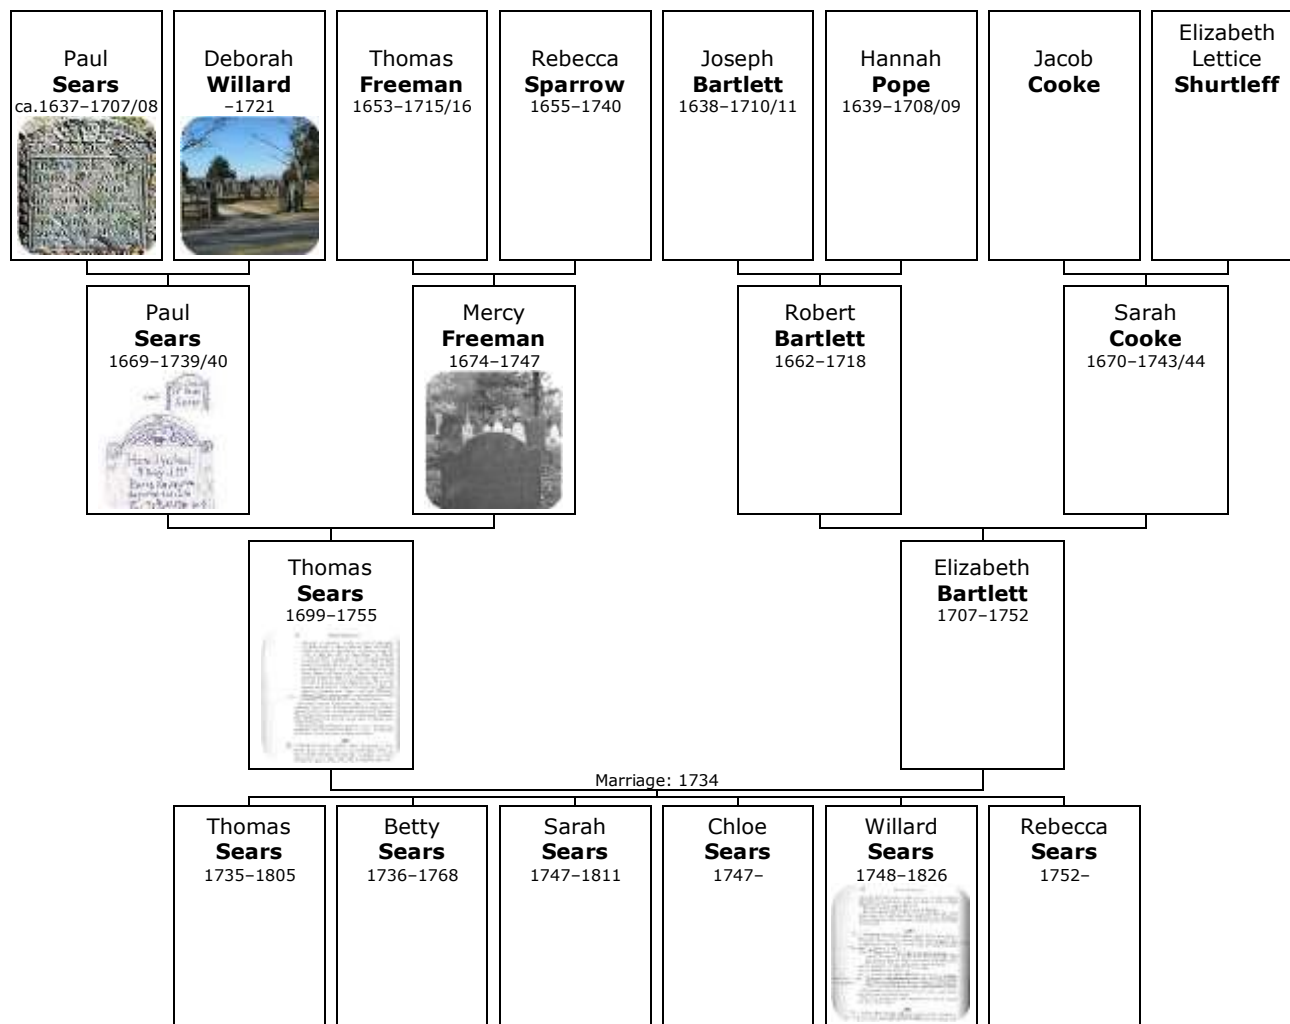 Paul
Sears
ca.1637–1707/08
Deborah
Willard
–1721
Thomas
Freeman
1653–1715/16
Rebecca
Sparrow
1655–1740
Joseph
Bartlett
1638–1710/11
Hannah
Pope
1639–1708/09
Jacob
Cooke
Elizabeth
Lettice
Shurtleff
Paul
Sears
1669–1739/40
Mercy
Freeman
1674–1747
Robert
Bartlett
1662–1718
Sarah
Cooke
1670–1743/44
Thomas
Sears
1699–1755
Elizabeth
Bartlett
1707–1752
Marriage: 1734
Thomas
Sears
1735–1805
Betty
Sears
1736–1768
Sarah
Sears
1747–1811
Chloe
Sears
1747–
Willard
Sears
1748–1826
Rebecca
Sears
1752–